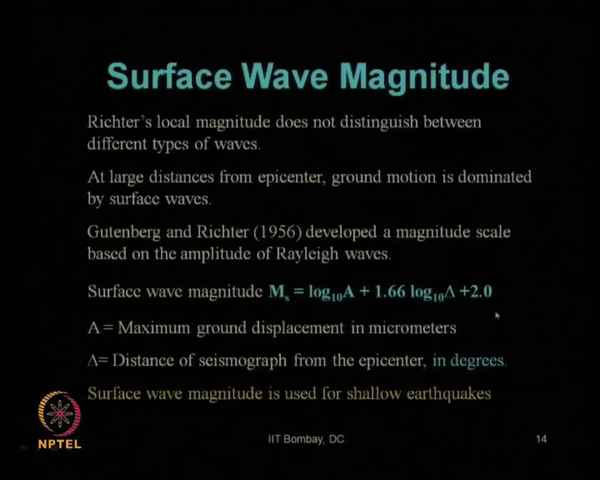 Surface Wave Magnitude
Richter's local magnitude does not distinguish between
different types of waves.
At large distances from epicenter, ground motion is dominated
by surface waves.
Gutenberg and Richter (1956) developed a magnitude scale
based on the amplitude of Rayleigh waves.
Surface wave magnitude Ms = log10A + 1.66 log10Δ +2.0
A = Maximum ground displacement in micrometers
Δ= Distance of seismograph from the epicenter, in degrees.
Surface wave magnitude is used for shallow earthquakes
NPTEL
IIT Bombay, DC
14